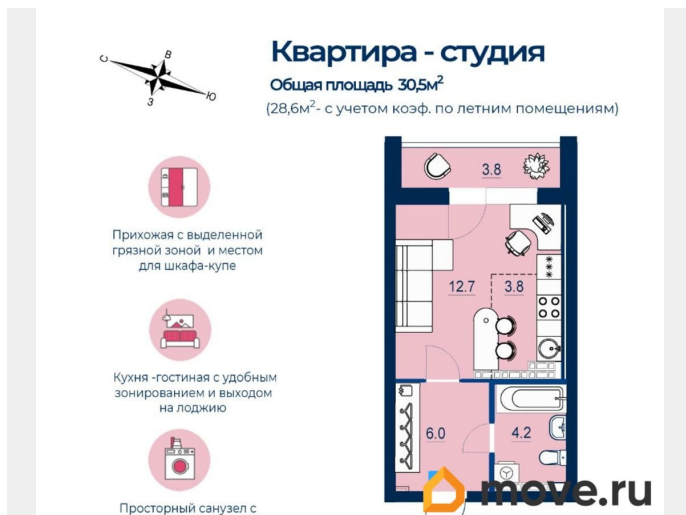 Квартира - студия
Общая площадь 30,5м²
(28,6м²- с учетом коэф. по летним помещениям)
С
В
З
Ю
Прихожая с выделенной
грязной зоной и местом
для шкафа-купе
Кухня -гостиная с удобным
зонированием и выходом
на лоджию
Просторный санузел с
3.8
12.7
3.8
6.0
4.2
move.ru